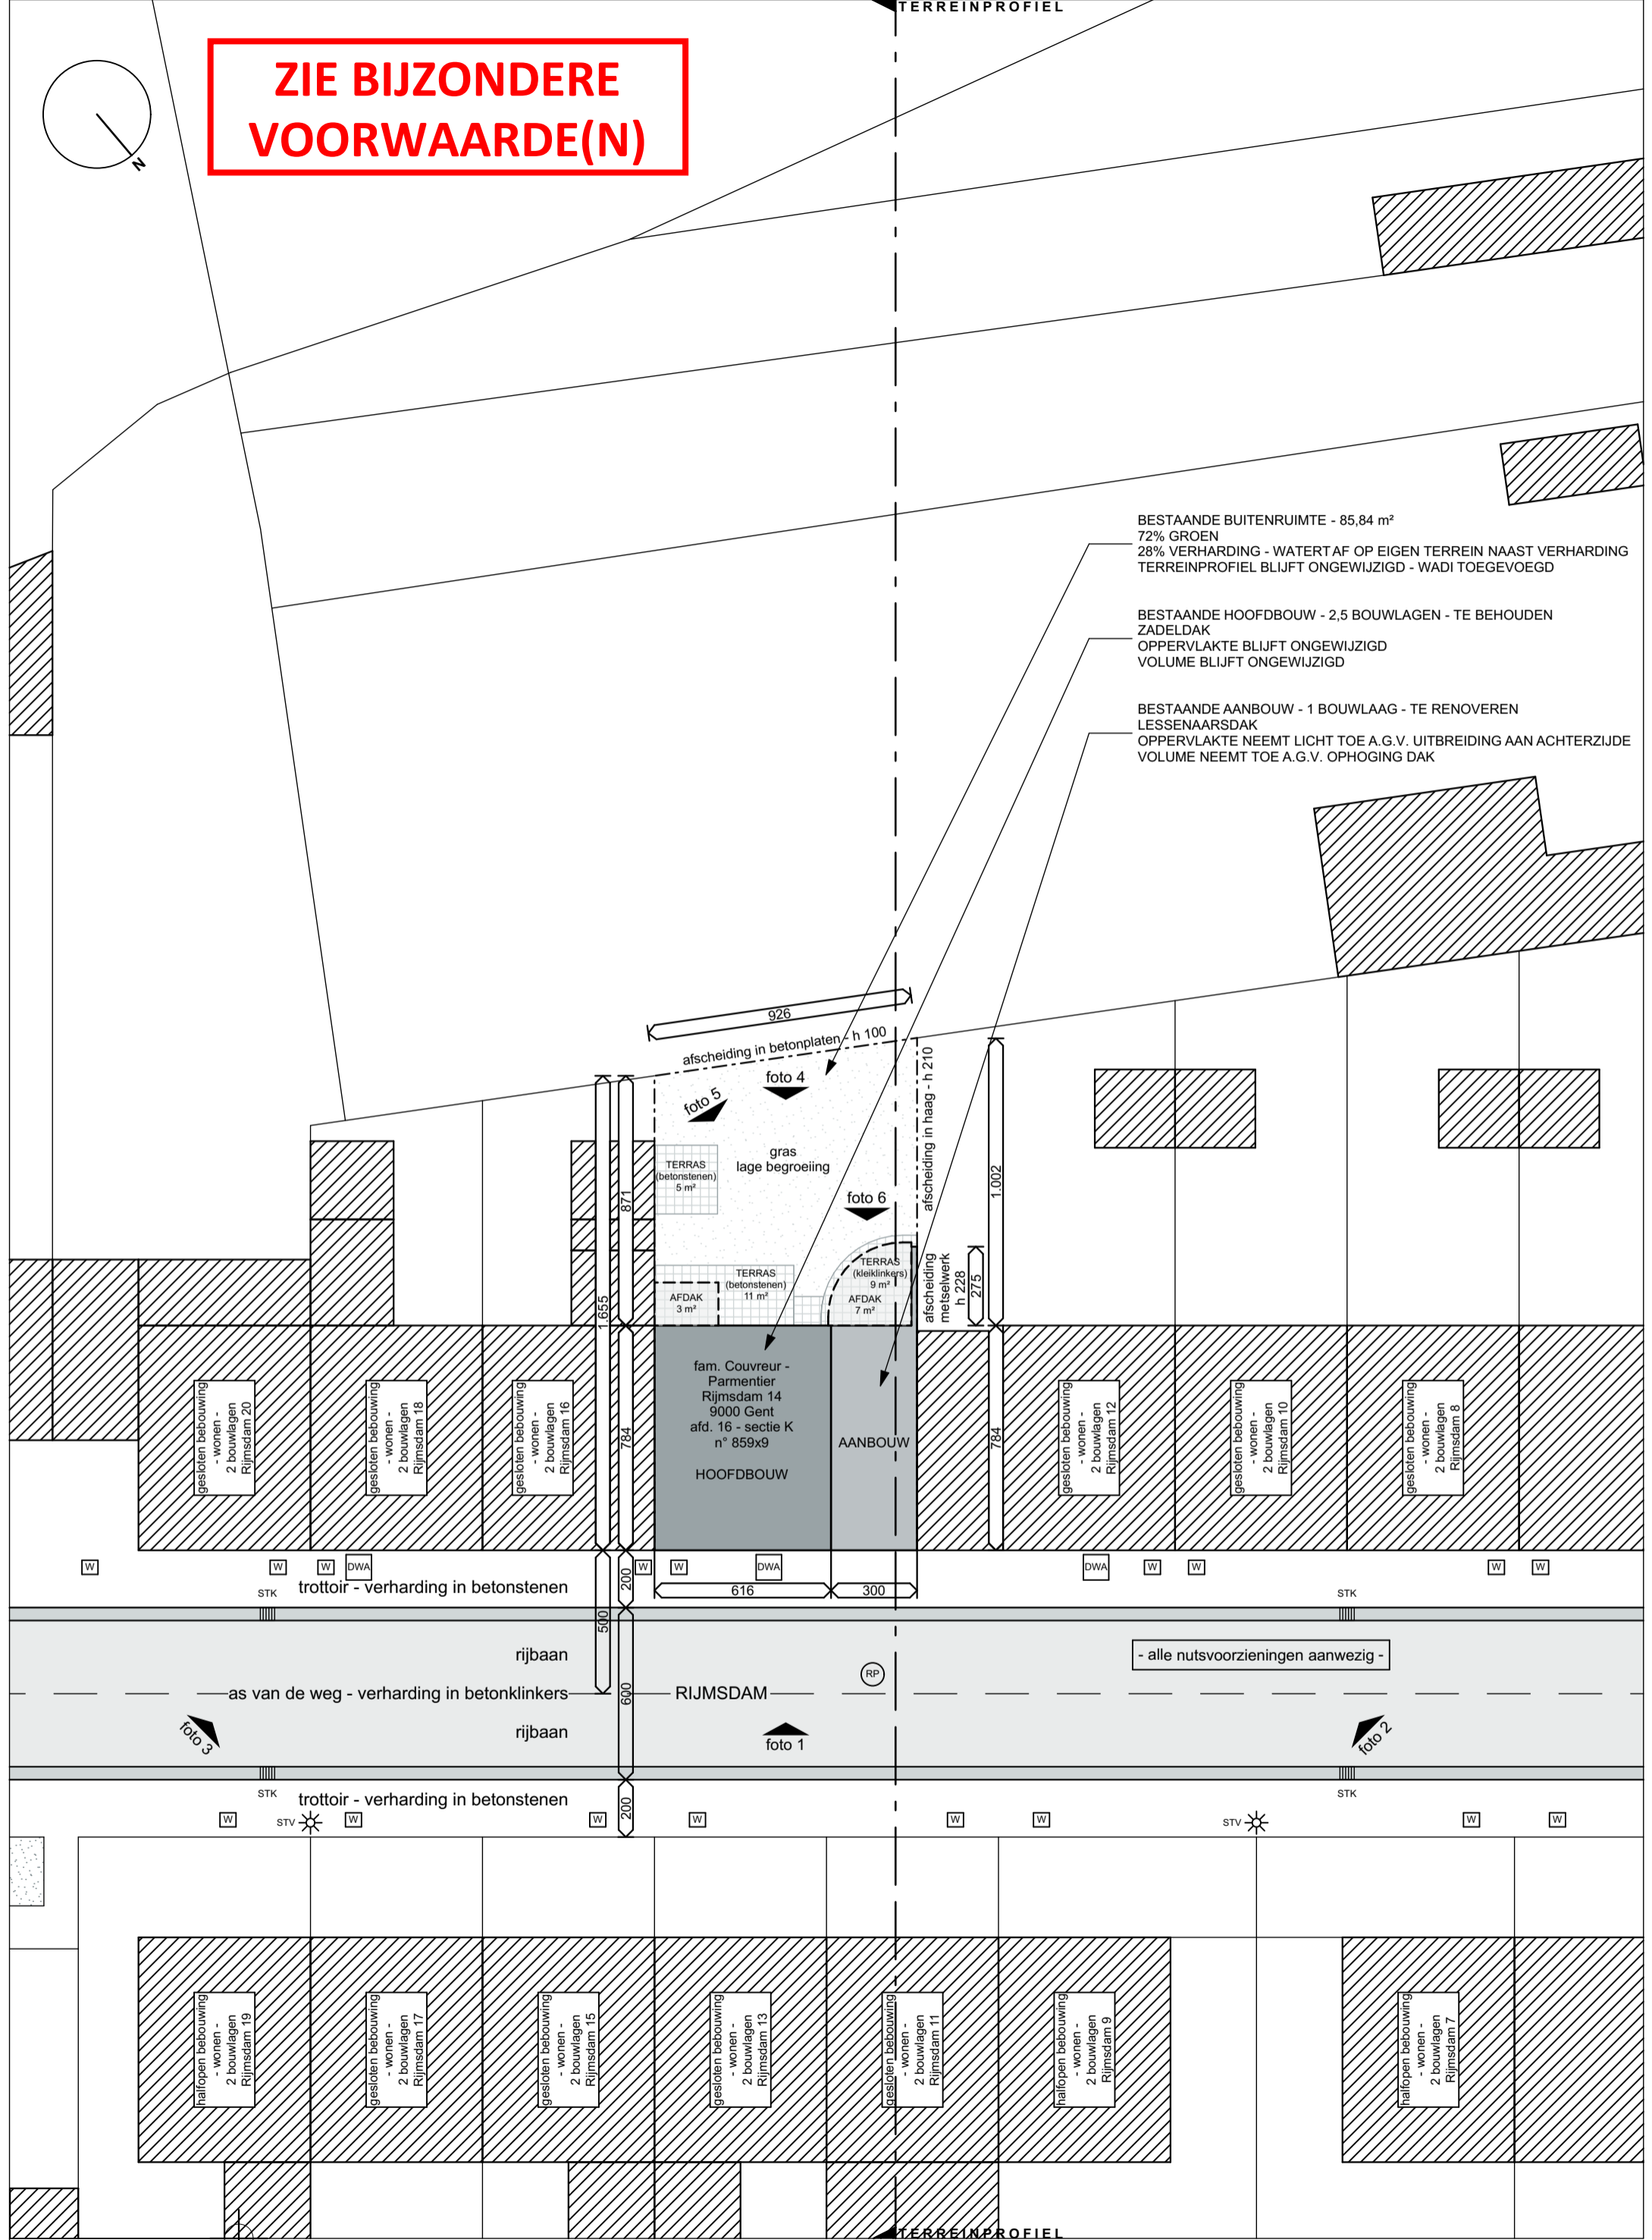 TERREINPROFIEL
ZIE BIJZONDERE
VOORWAARDE(N)
N
BESTAANDE BUITENRUIMTE - 85,84 m²
72% GROEN
28% VERHARDING - WATERT AF OP EIGEN TERREIN NAAST VERHARDING
TERREINPROFIEL BLIJFT ONGEWIJZIGD - WADI TOEGEVOEGD
BESTAANDE HOOFDBOUW - 2,5 BOUWLAGEN - TE BEHOUDEN
ZADELDAK
OPPERVLAKTE BLIJFT ONGEWIJZIGD
VOLUME BLIJFT ONGEWIJZIGD
BESTAANDE AANBOUW - 1 BOUWLAAG - TE RENOVEREN
LESSENAARSDAK
OPPERVLAKTE NEEMT LICHT TOE A.G.V. UITBREIDING AAN ACHTERZIJDE
VOLUME NEEMT TOE A.G.V. OPHOGING DAK
926
afscheiding in betonplaten - h 100
foto 4
foto 5
afscheiding in haag - h 210
gras
lage begroeiing
TERRAS
(betonstenen)
5 m²
871
1.002
foto 6
TERRAS
(betonstenen)
11 m²
AFDAK
3 m²
TERRAS
(kleiklinkers)
9 m²
AFDAK
7 m²
afscheiding
metselwerk
h 228
275
1.655
gesloten bebouwing
- wonen -
2 bouwlagen
Rijmsdam 20
gesloten bebouwing
- wonen -
2 bouwlagen
Rijmsdam 18
gesloten bebouwing
- wonen -
2 bouwlagen
Rijmsdam 16
784
fam. Couvreur -
Parmentier
Rijmsdam 14
9000 Gent
afd. 16 - sectie K
n° 859x9
HOOFDBOUW
AANBOUW
784
gesloten bebouwing
- wonen -
2 bouwlagen
Rijmsdam 12
gesloten bebouwing
- wonen -
2 bouwlagen
Rijmsdam 10
gesloten bebouwing
- wonen -
2 bouwlagen
Rijmsdam 8
W
W
W
DWA
W
W
DWA
DWA
W
W
W
W
STK
trottoir - verharding in betonstenen
200
616
300
STK
500
rijbaan
- alle nutsvoorzieningen aanwezig -
RP
as van de weg - verharding in betonklinkers
600
RIJMSDAM
rijbaan
foto 3
foto 1
foto 2
STK
trottoir - verharding in betonstenen
200
STK
W
STV
W
W
W
W
W
STV
W
W
halfopen bebouwing
- wonen -
2 bouwlagen
Rijmsdam 19
gesloten bebouwing
- wonen -
2 bouwlagen
Rijmsdam 17
gesloten bebouwing
- wonen -
2 bouwlagen
Rijmsdam 15
gesloten bebouwing
- wonen -
2 bouwlagen
Rijmsdam 13
gesloten bebouwing
- wonen -
2 bouwlagen
Rijmsdam 11
halfopen bebouwing
- wonen -
2 bouwlagen
Rijmsdam 9
halfopen bebouwing
- wonen -
2 bouwlagen
Rijmsdam 7
TERREINPROFIEL